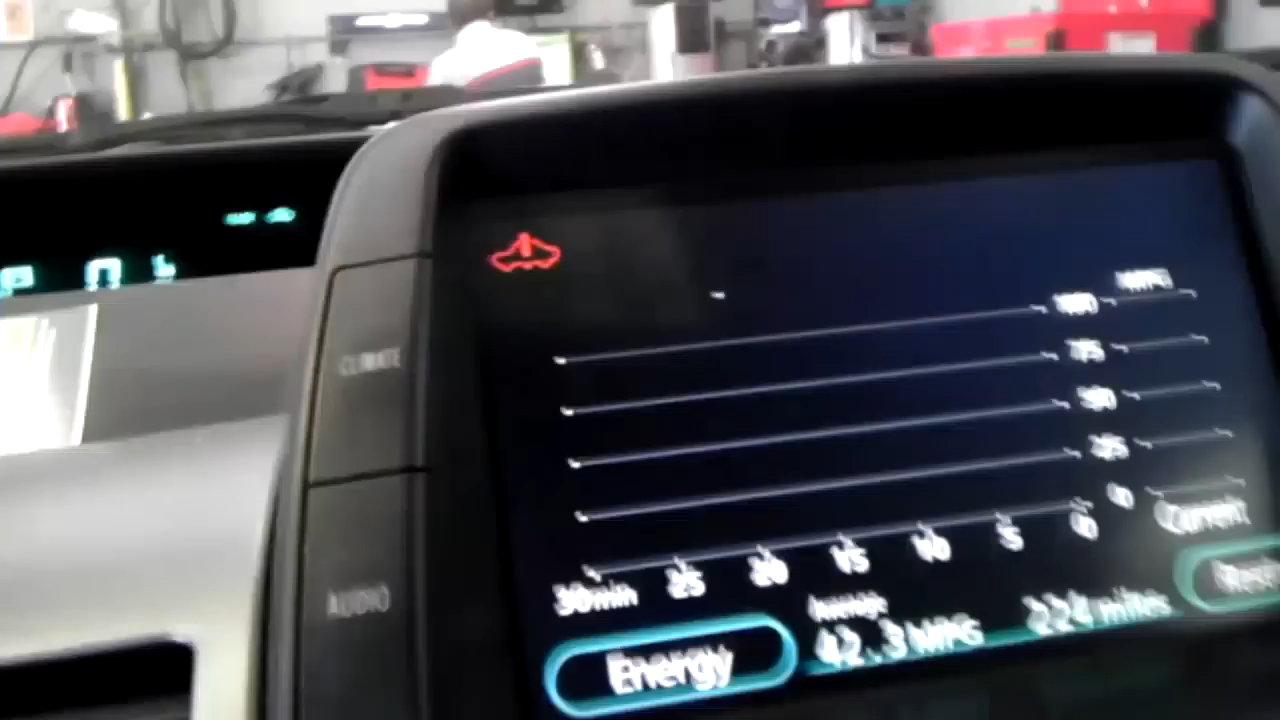 CLIMATE
AUDIO
MPG
100
75
50
25
0
30min 25 20 15 10 5 0
Current
Average
42.3 MPG
224 miles
Energy
Reset